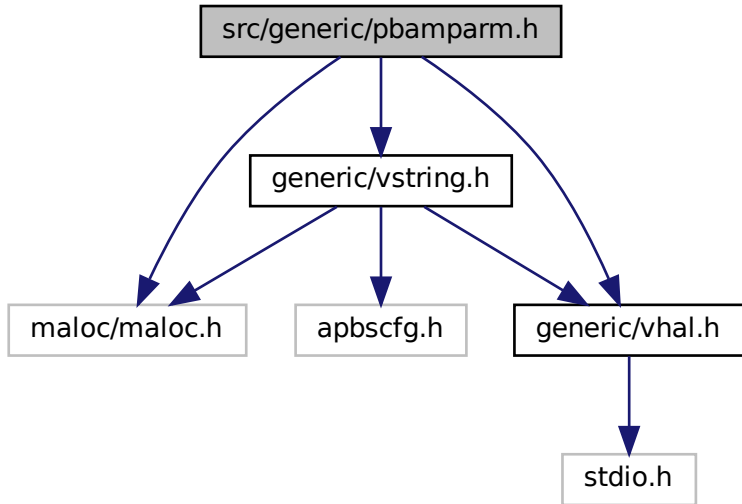 src/generic/pbamparm.h
generic/vstring.h
maloc/maloc.h
apbscfg.h
generic/vhal.h
stdio.h